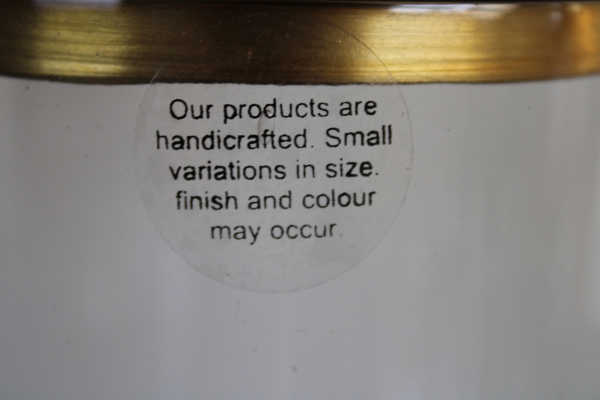 Our products are
handicrafted. Small
variations in size.
finish and colour
may occur.